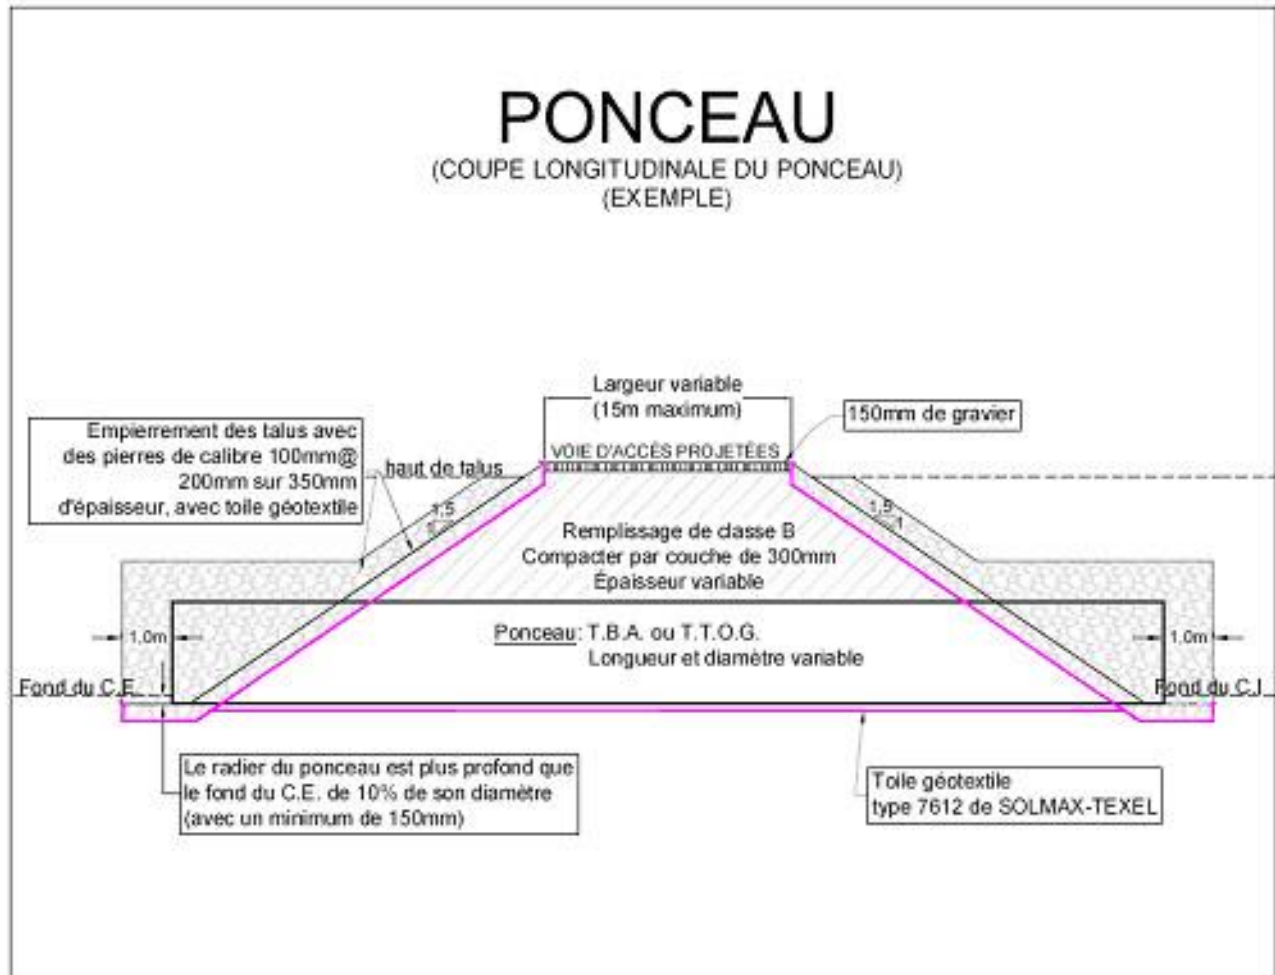 PONCEAU
(COUPE LONGITUDINALE DU PONCEAU)
(EXEMPLE)
Largeur variable
(15m maximum)
150mm de gravier
Empierrement des talus avec
des pierres de calibre 100mm@
200mm sur 350mm
d'épaisseur, avec toile géotextile
haut de talus
VOIE D'ACCÈS PROJETÉES
1,5
1
1,5
1
Remplissage de classe B
Compacter par couche de 300mm
Épaisseur variable
1,0m
Ponceau: T.B.A. ou T.T.O.G.
Longueur et diamètre variable
1,0m
Fond du C.E.
Fond du C.I
Le radier du ponceau est plus profond que
le fond du C.E. de 10% de son diamètre
(avec un minimum de 150mm)
Toile géotextile
type 7612 de SOLMAX-TEXEL